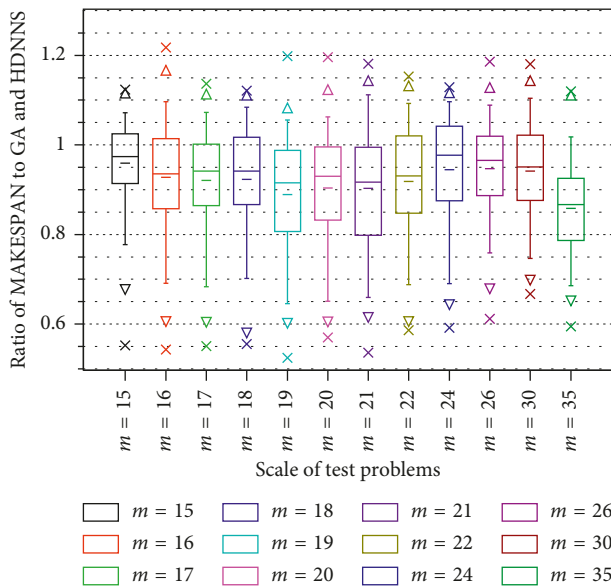 Ratio of MAKESPAN to GA and HDNNS
1.2
1
0.8
0.6
m = 15
m = 16
m = 17
m = 18
m = 19
m = 20
m = 21
m = 22
m = 24
m = 26
m = 30
m = 35
Scale of test problems
m = 15
m = 18
m = 21
m = 26
m = 16
m = 19
m = 22
m = 30
m = 17
m = 20
m = 24
m = 35